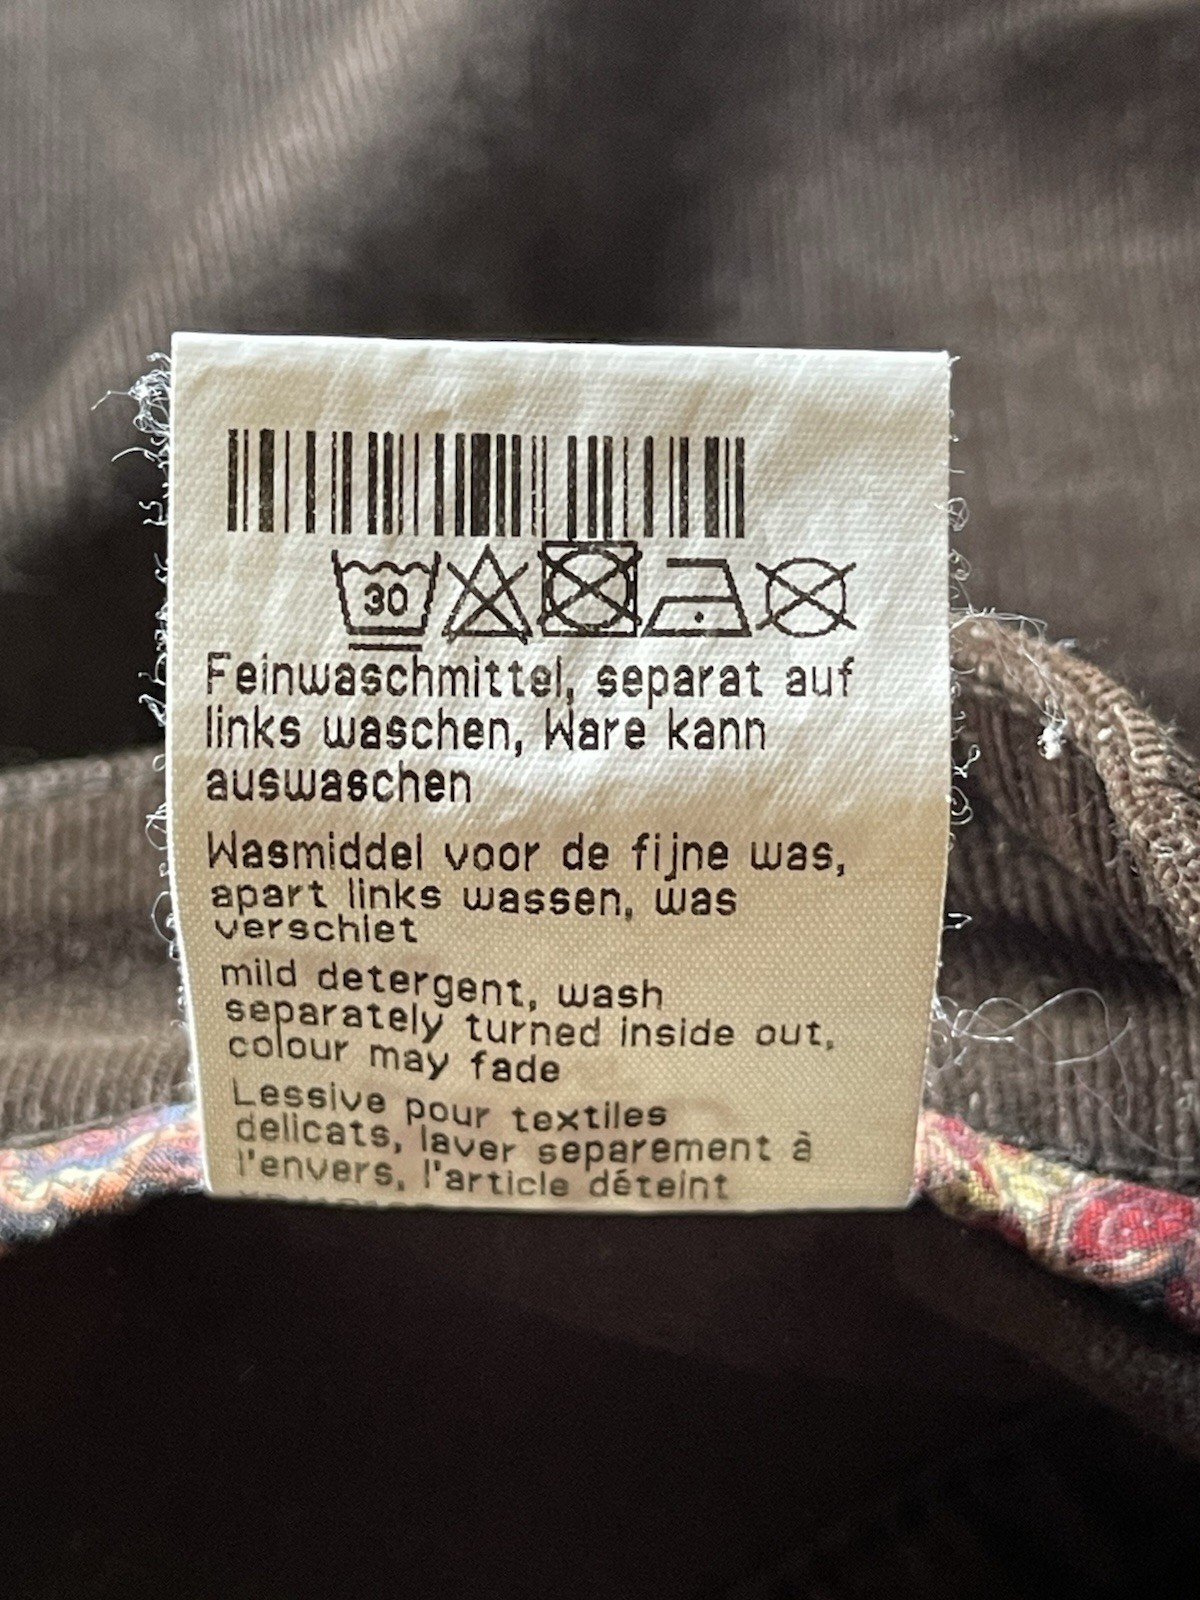 30
Feinwaschmittel, separat auf
links waschen, Ware kann
auswaschen
Wasmiddel voor de fijne was,
apart links wassen, was
verschiet
mild detergent, wash
separately turned inside out,
colour may fade
Lessive pour textiles
délicats, laver separement à
l'envers, l'article déteint